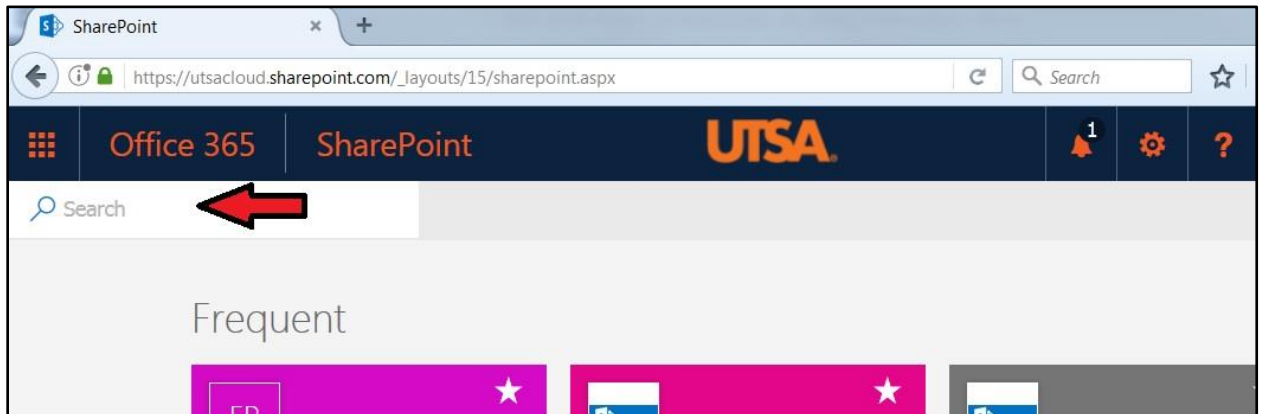 SharePoint
https://utsacloud.sharepoint.com/_layouts/15/sharepoint.aspx
Search
Office 365
SharePoint
UTSA.
1
?
Search
Frequent